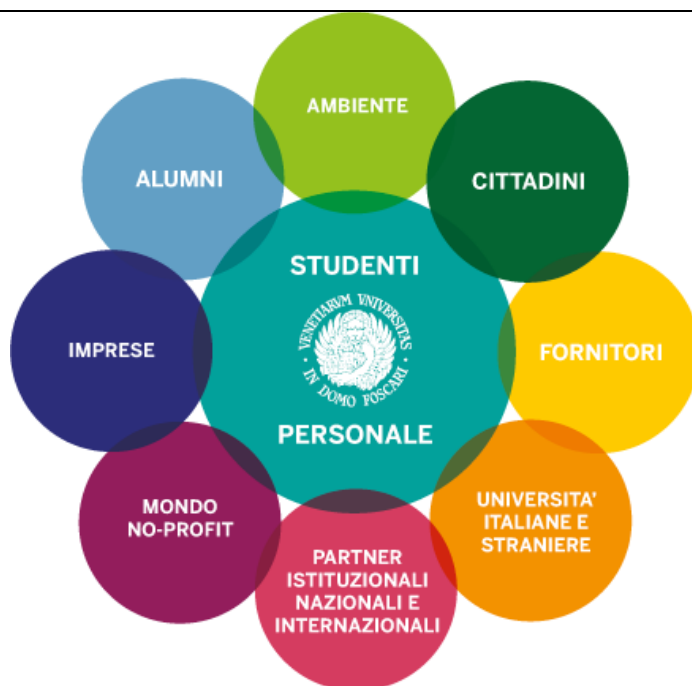 AMBIENTE
ALUMNI
CITTADINI
STUDENTI
VENETIARVM VNIVERSITAS
· IN DOMO FOSCARI ·
PERSONALE
IMPRESE
FORNITORI
MONDO
NO-PROFIT
UNIVERSITA'
ITALIANE E
STRANIERE
PARTNER
ISTITUZIONALI
NAZIONALI E
INTERNAZIONALI